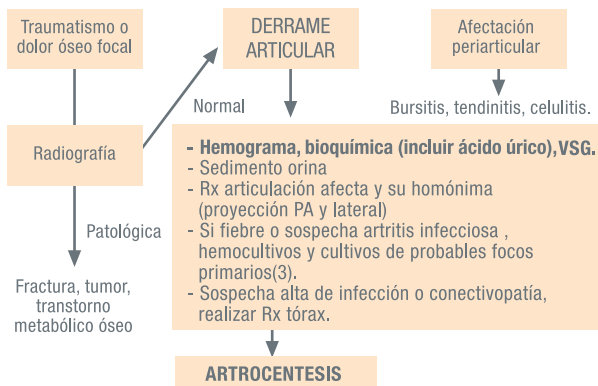 Traumatismo o
dolor óseo focal
DERRAME
ARTICULAR
Afectación
periarticular
Normal
Bursitis, tendinitis, celulitis.
Radiografía
- Hemograma, bioquímica (incluir ácido úrico), VSG.
- Sedimento orina
- Rx articulación afecta y su homónima
(proyección PA y lateral)
- Si fiebre o sospecha artritis infecciosa ,
hemocultivos y cultivos de probables focos
primarios(3).
- Sospecha alta de infección o conectivopatía,
realizar Rx tórax.
Patológica
Fractura, tumor,
transtorno
metabólico óseo
ARTROCENTESIS